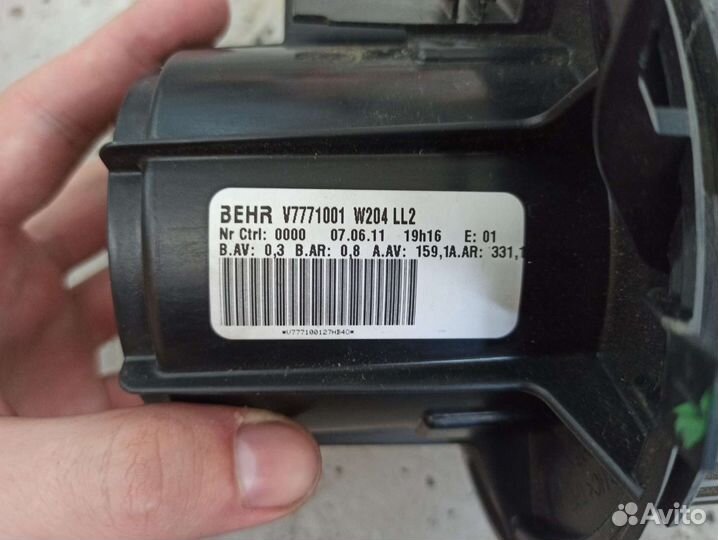 BEHR V7771001 W204 LL2
Nr Ctrl: 0000 07.06.11 19h16 E: 01
B.AV: 0,3 B.AR: 0,8 A.AV: 159,1A.AR: 331,1
Avito